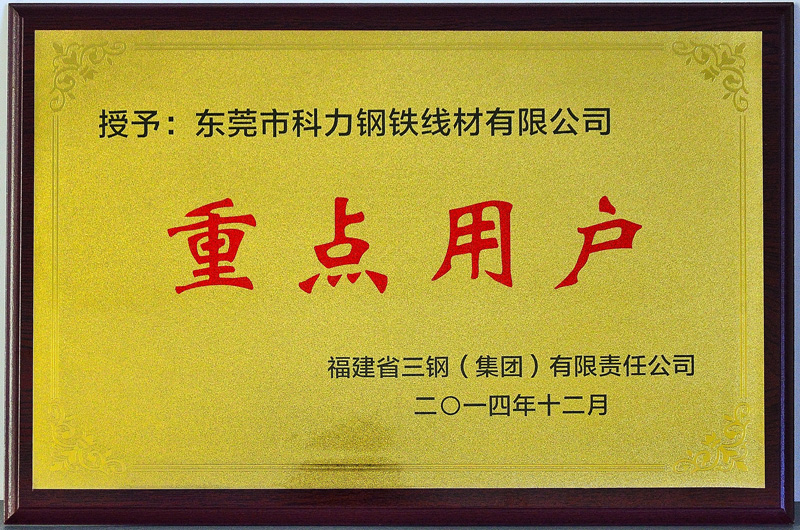 授予：东莞市科力钢铁线材有限公司
重点用户
福建省三钢（集团）有限责任公司
二〇一四年十二月